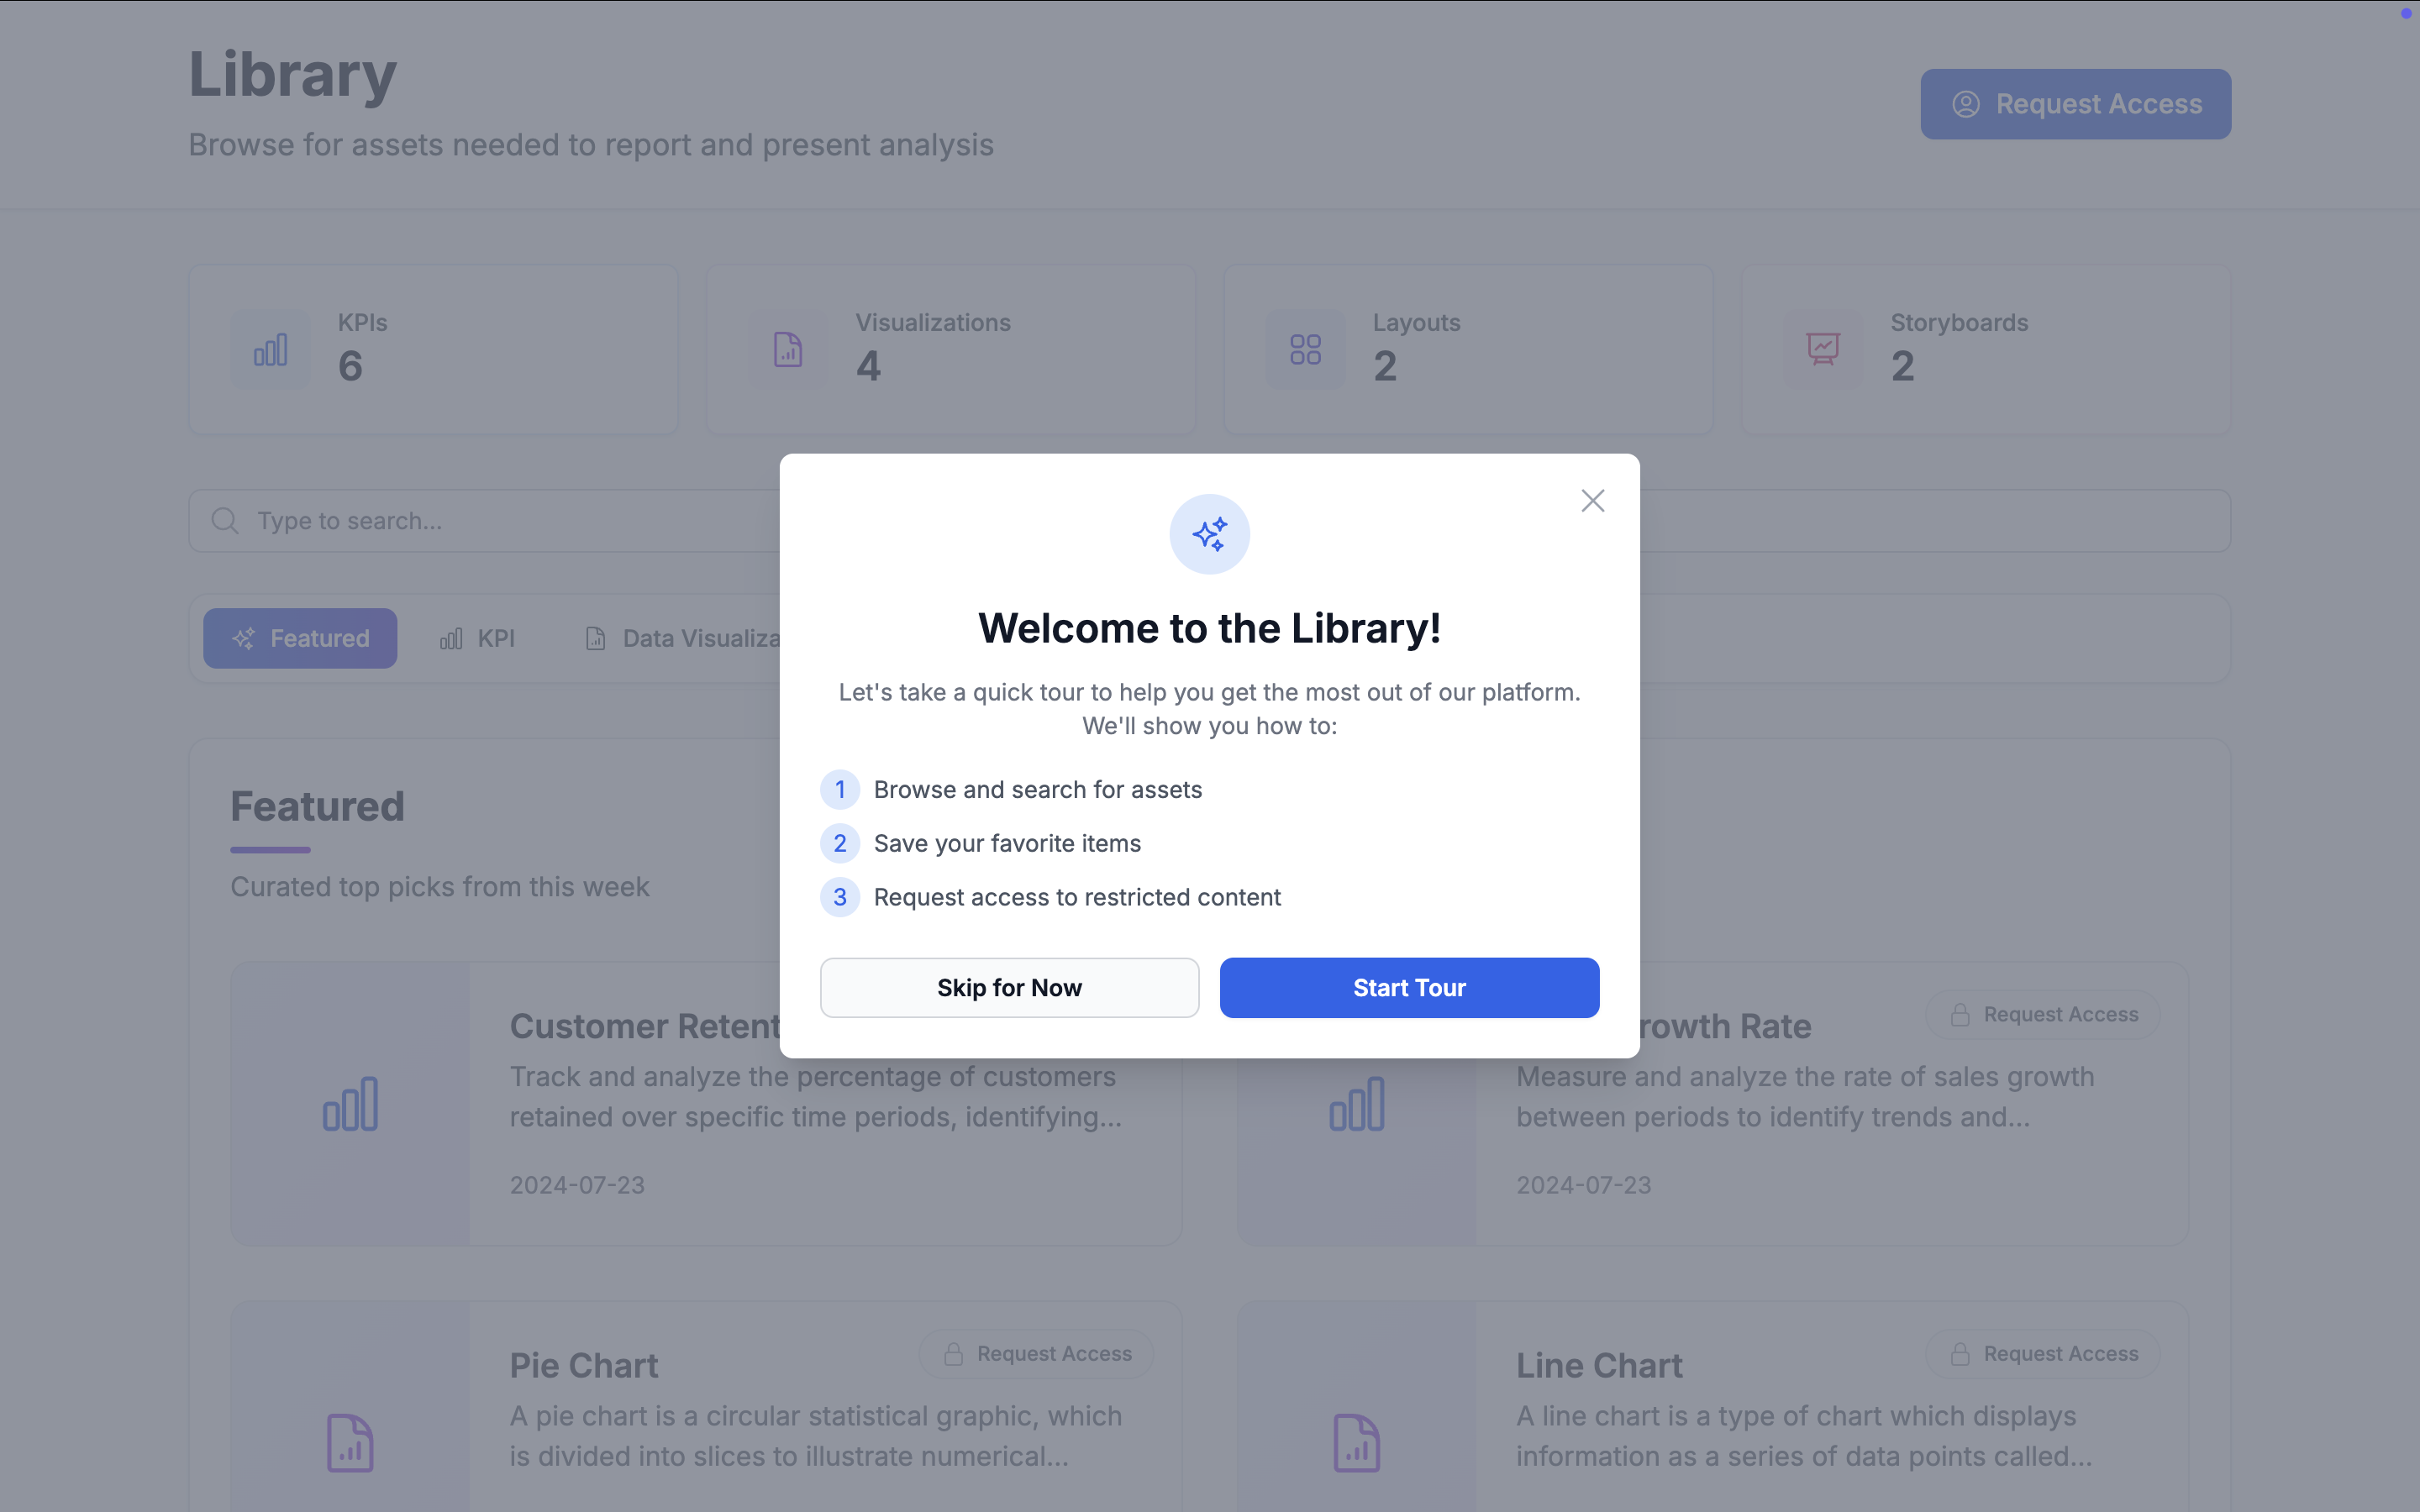 Library
Browse for assets needed to report and present analysis
Request Access
KPIs
6
Visualizations
4
Layouts
2
Storyboards
2
Type to search...
Featured
KPI
Data
Welcome to the Library!
Let's take a quick tour to help you get the most out of our platform.
We'll show you how to:
1 Browse and search for assets
2 Save your favorite items
3 Request access to restricted content
Skip for Now
Start Tour
Featured
Curated top picks from this week
Customer
Track and analyze the percentage of customers
retained over specific time periods, identifying...
2024-07-23
Rate
Request Access
Measure and analyze the rate of sales growth
between periods to identify trends and...
2024-07-23
Pie Chart
Request Access
A pie chart is a circular statistical graphic, which
is divided into slices to illustrate numerical...
Line Chart
Request Access
A line chart is a type of chart which displays
information as a series of data points called...